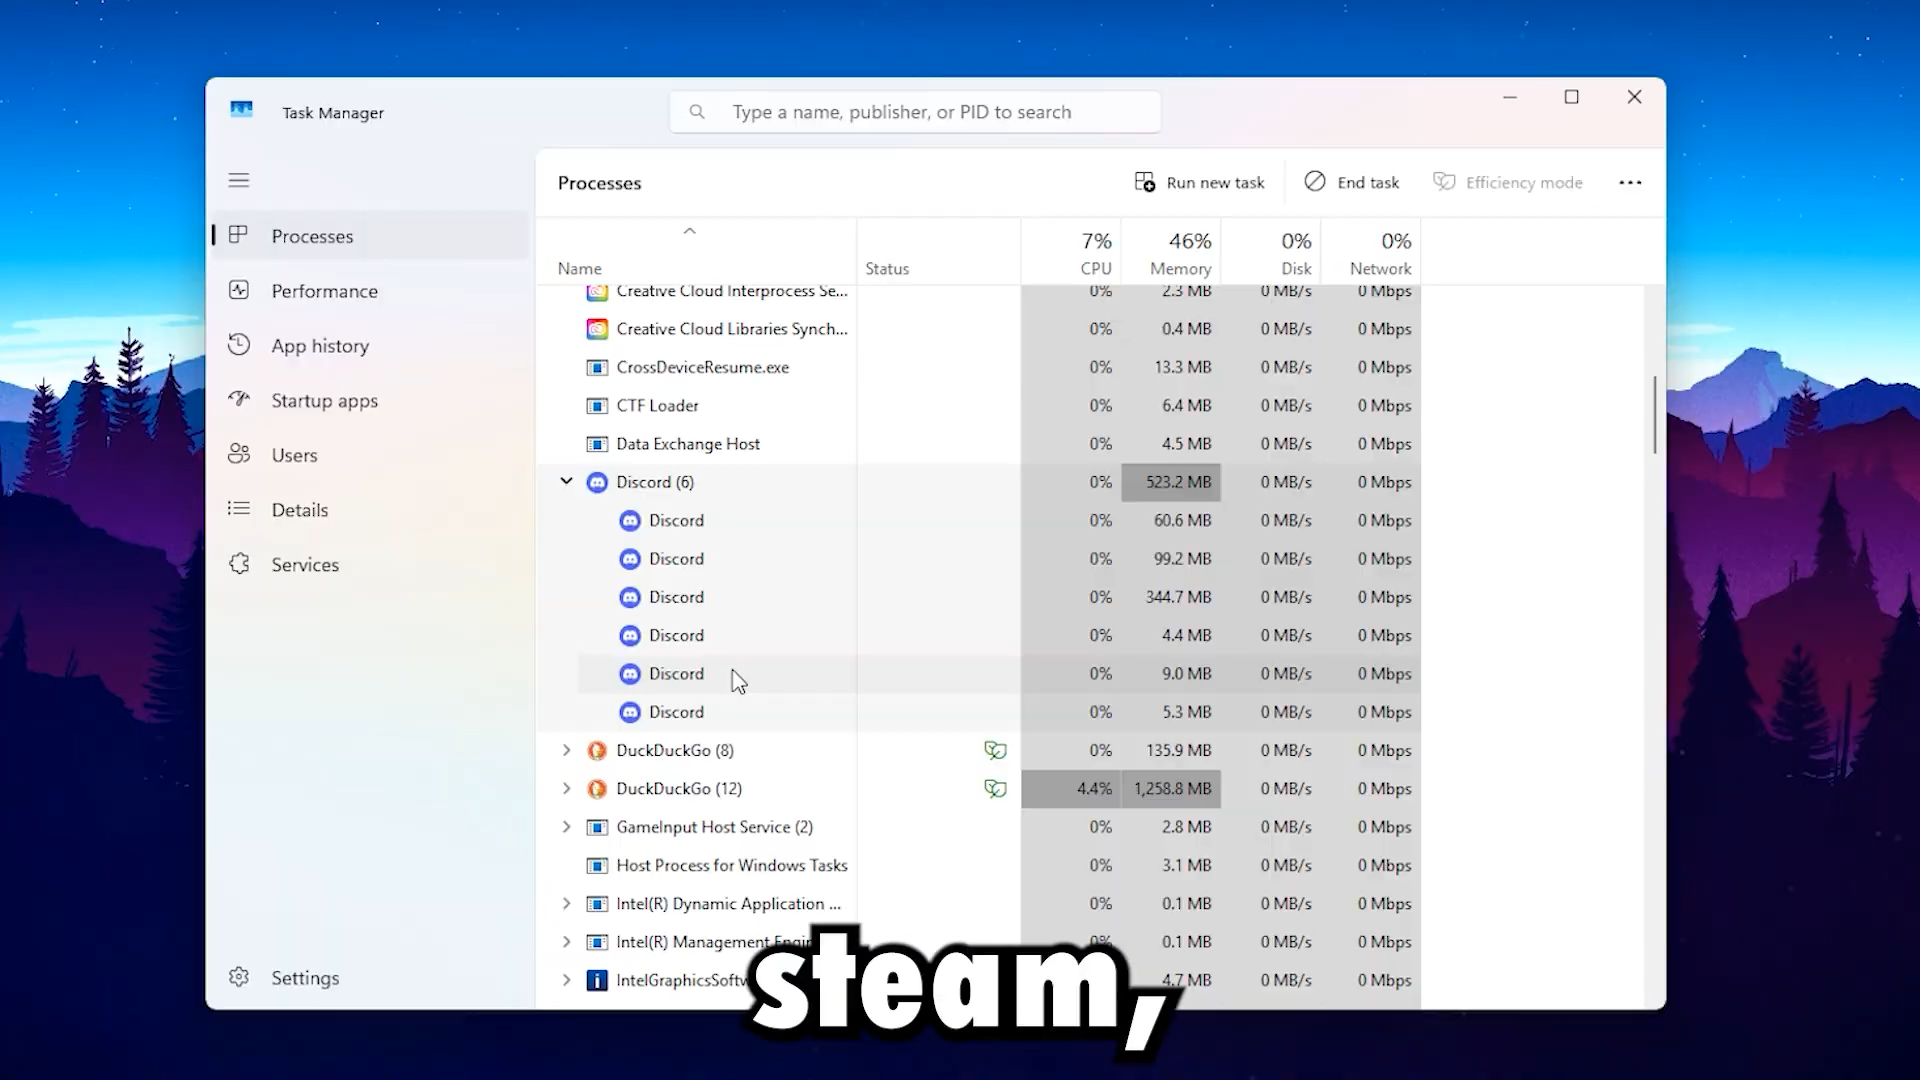 Task Manager
Type a name, publisher, or PID to search
Processes
Run new task
End task
Efficiency mode
Processes
Performance
App history
Startup apps
Users
Details
Services
Settings
7% 46% 0% 0%
Name Status CPU Memory Disk Network
Creative Cloud Interprocess Se... 0% 2.3 MB 0 MB/s 0 Mbps
Creative Cloud Libraries Synch... 0% 0.4 MB 0 MB/s 0 Mbps
CrossDeviceResume.exe 0% 13.3 MB 0 MB/s 0 Mbps
CTF Loader 0% 6.4 MB 0 MB/s 0 Mbps
Data Exchange Host 0% 4.5 MB 0 MB/s 0 Mbps
Discord (6) 0% 523.2 MB 0 MB/s 0 Mbps
Discord 0% 60.6 MB 0 MB/s 0 Mbps
Discord 0% 99.2 MB 0 MB/s 0 Mbps
Discord 0% 344.7 MB 0 MB/s 0 Mbps
Discord 0% 4.4 MB 0 MB/s 0 Mbps
Discord 0% 9.0 MB 0 MB/s 0 Mbps
Discord 0% 5.3 MB 0 MB/s 0 Mbps
DuckDuckGo (8) 0% 135.9 MB 0 MB/s 0 Mbps
DuckDuckGo (12) 4.4% 1,258.8 MB 0 MB/s 0 Mbps
GameInput Host Service (2) 0% 2.8 MB 0 MB/s 0 Mbps
Host Process for Windows Tasks 0% 3.1 MB 0 MB/s 0 Mbps
Intel(R) Dynamic Application ... 0% 0.1 MB 0 MB/s 0 Mbps
Intel(R) Management 0% 0.1 MB 0 MB/s 0 Mbps
4.7 MB 0 MB/s 0 Mbps
steam,